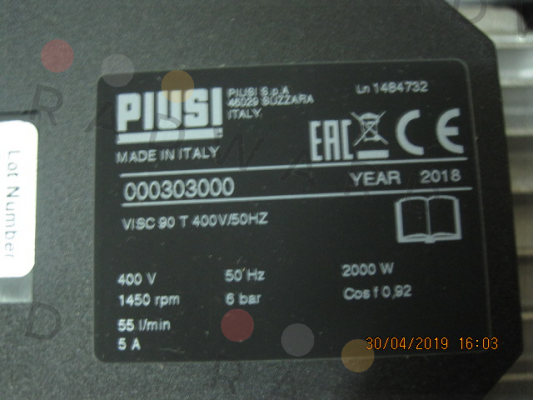 PIUSI
PIUSI S.p.A
46029 SUZZARA
ITALY
Ln 1484732
MADE IN ITALY
EAC CE
000303000
YEAR 2018
VISC 90 T 400V/50HZ
400 V 50 Hz 2000 W
1450 rpm 6 bar Cos f 0,92
55 l/min
5 A
Lot Number
30/04/2019 16:03